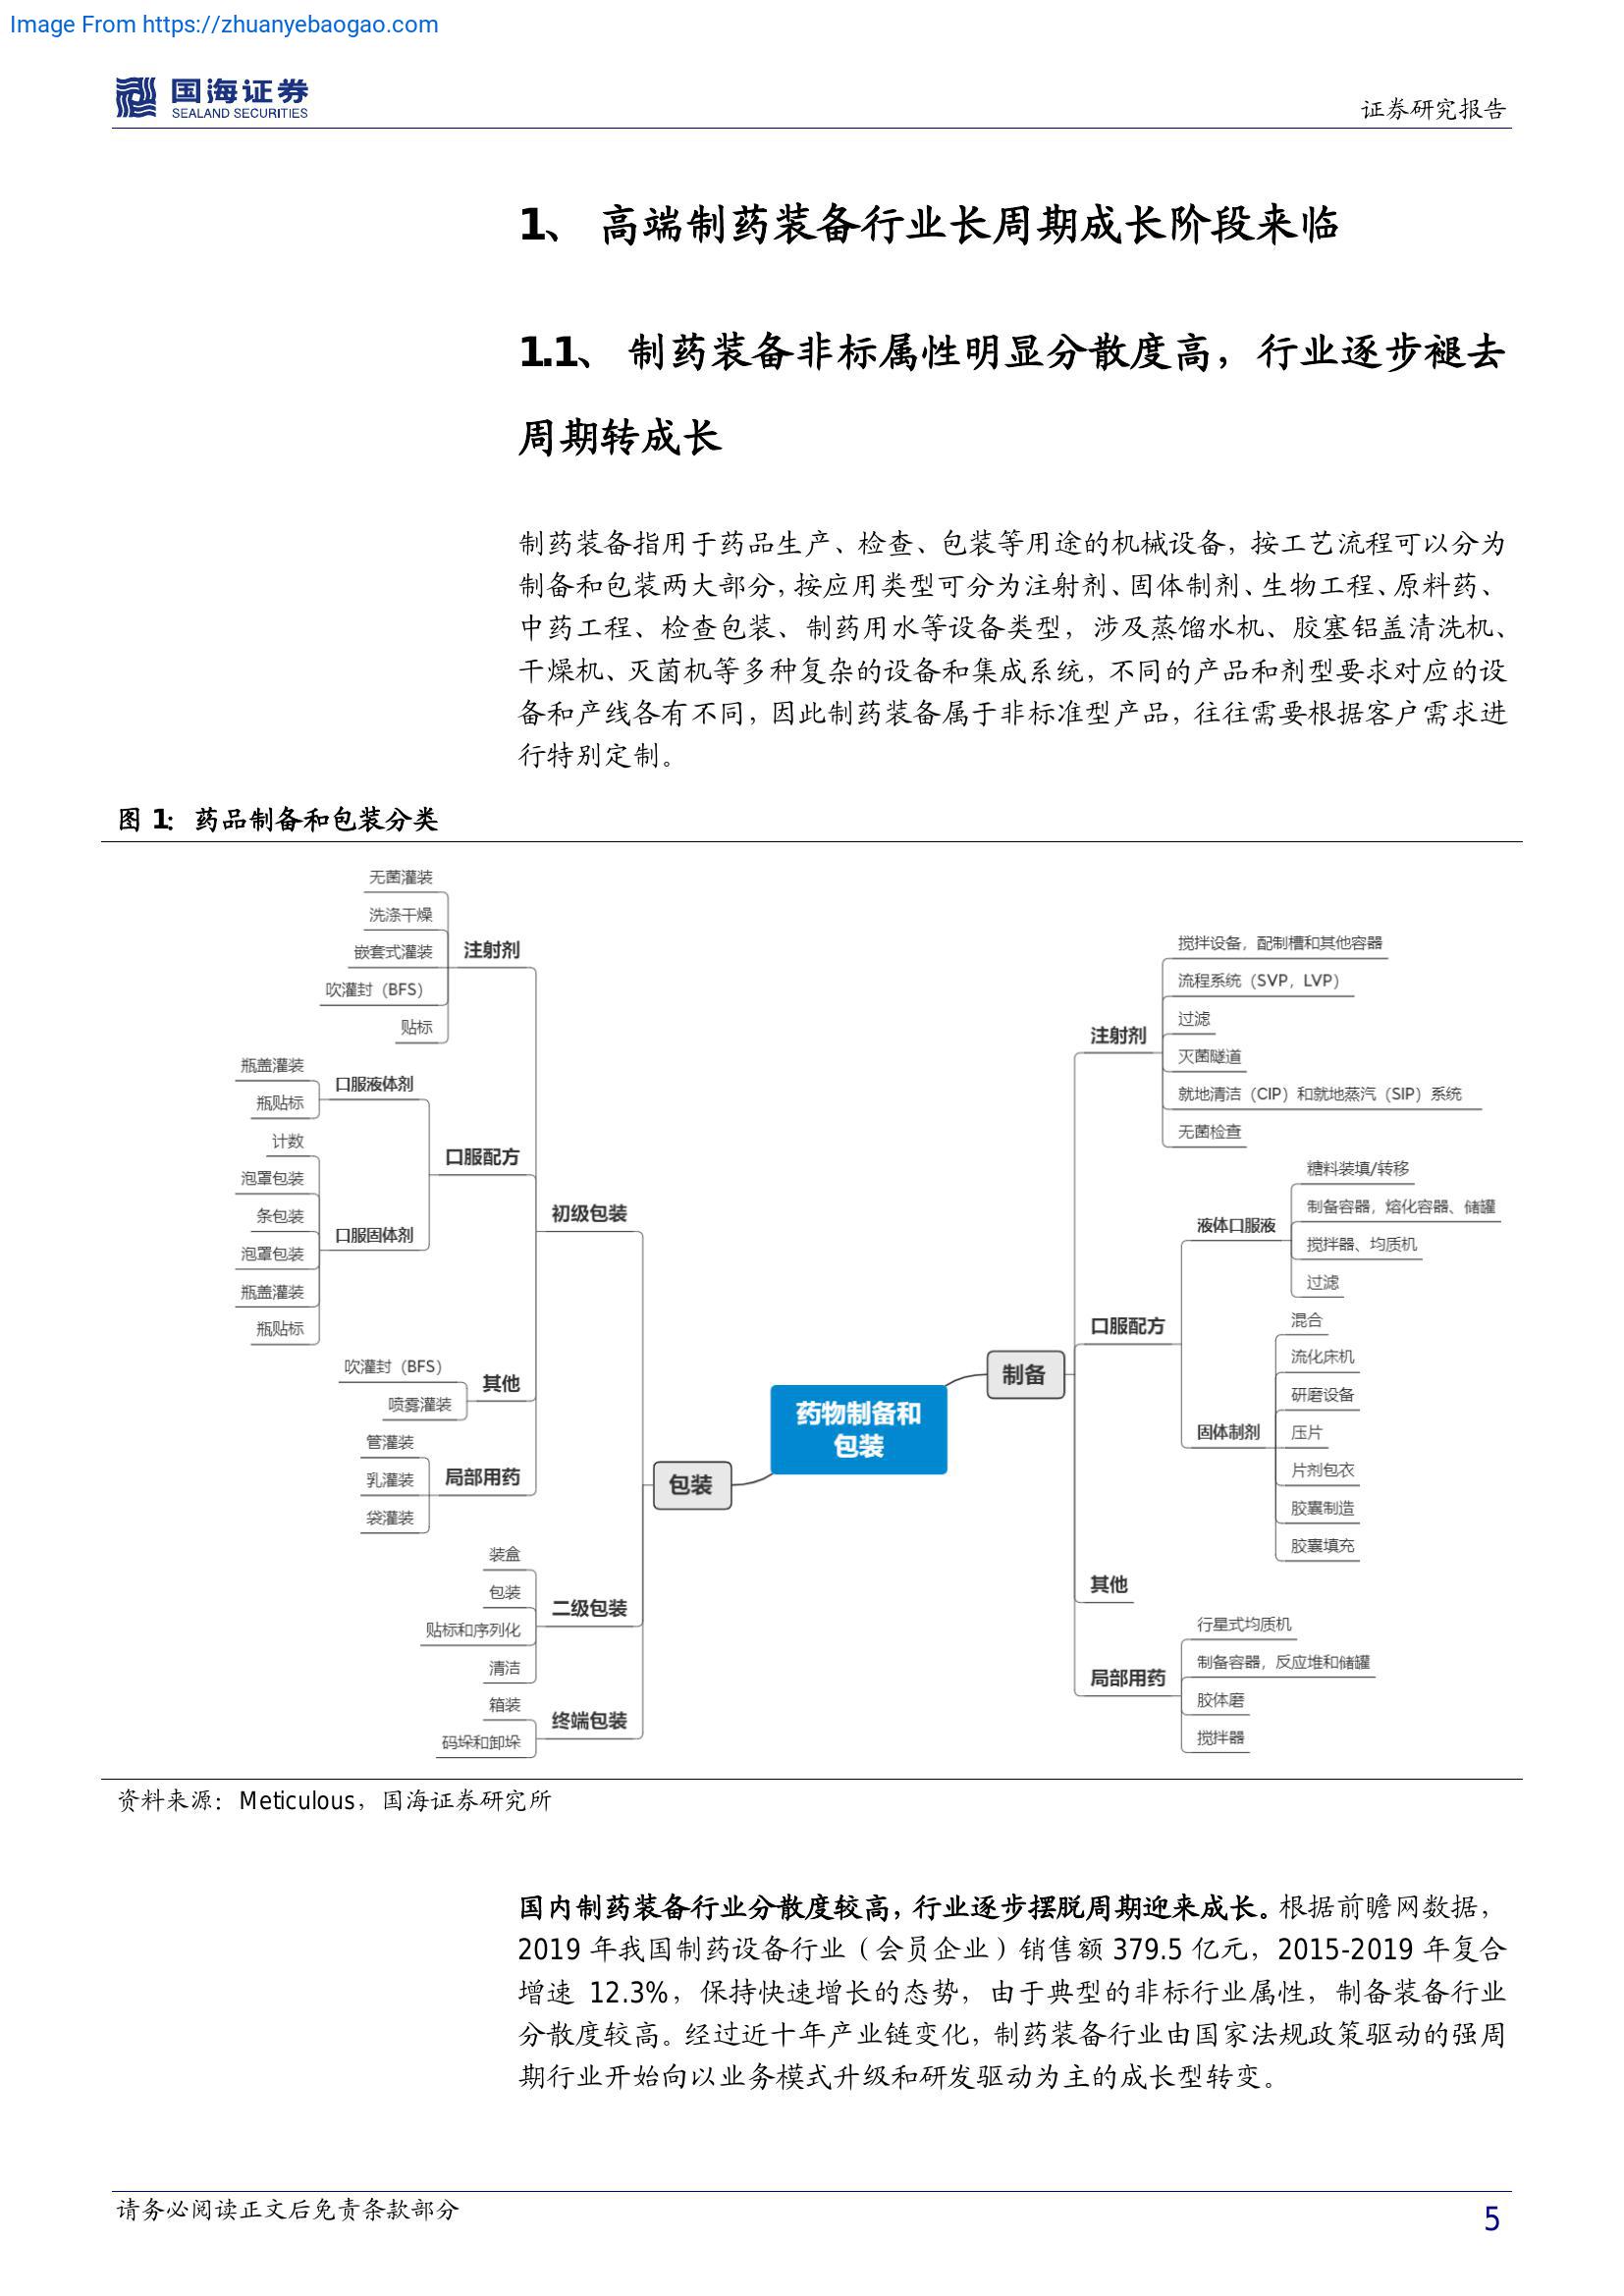 Image From https://zhuanyebaogao.com
国海证券
SEALAND SECURITIES
证券研究报告
1、 高端制药装备行业长周期成长阶段来临
1.1、 制药装备非标属性明显分散度高，行业逐步褪去
周期转成长
制药装备指用于药品生产、检查、包装等用途的机械设备，按工艺流程可以分为
制备和包装两大部分，按应用类型可分为注射剂、固体制剂、生物工程、原料药、
中药工程、检查包装、制药用水等设备类型，涉及蒸馏水机、胶塞铝盖清洗机、
干燥机、灭菌机等多种复杂的设备和集成系统，不同的产品和剂型要求对应的设
备和产线各有不同，因此制药装备属于非标准型产品，往往需要根据客户需求进
行特别定制。
图 1：药品制备和包装分类
无菌灌装
洗涤干燥
嵌套式灌装
吹灌封（BFS）
贴标
注射剂
瓶盖灌装
瓶贴标
口服液体剂
计数
泡罩包装
条包装
泡罩包装
瓶盖灌装
瓶贴标
口服固体剂
口服配方
吹灌封（BFS）
喷雾灌装
其他
管灌装
乳灌装
袋灌装
局部用药
初级包装
装盒
包装
贴标和序列化
清洁
二级包装
箱装
码垛和卸垛
终端包装
包装
药物制备和
包装
制备
注射剂
搅拌设备，配制槽和其他容器
流程系统（SVP，LVP）
过滤
灭菌隧道
就地清洁（CIP）和就地蒸汽（SIP）系统
无菌检查
口服配方
液体口服液
糖料装填/转移
制备容器，熔化容器、储罐
搅拌器、均质机
过滤
固体制剂
混合
流化床机
研磨设备
压片
片剂包衣
胶囊制造
胶囊填充
其他
局部用药
行星式均质机
制备容器，反应堆和储罐
胶体磨
搅拌器
资料来源：Meticulous，国海证券研究所
国内制药装备行业分散度较高，行业逐步摆脱周期迎来成长。根据前瞻网数据，
2019 年我国制药设备行业（会员企业）销售额 379.5 亿元，2015-2019 年复合
增速 12.3%，保持快速增长的态势，由于典型的非标行业属性，制备装备行业
分散度较高。经过近十年产业链变化，制药装备行业由国家法规政策驱动的强周
期行业开始向以业务模式升级和研发驱动为主的成长型转变。
请务必阅读正文后免责条款部分
5